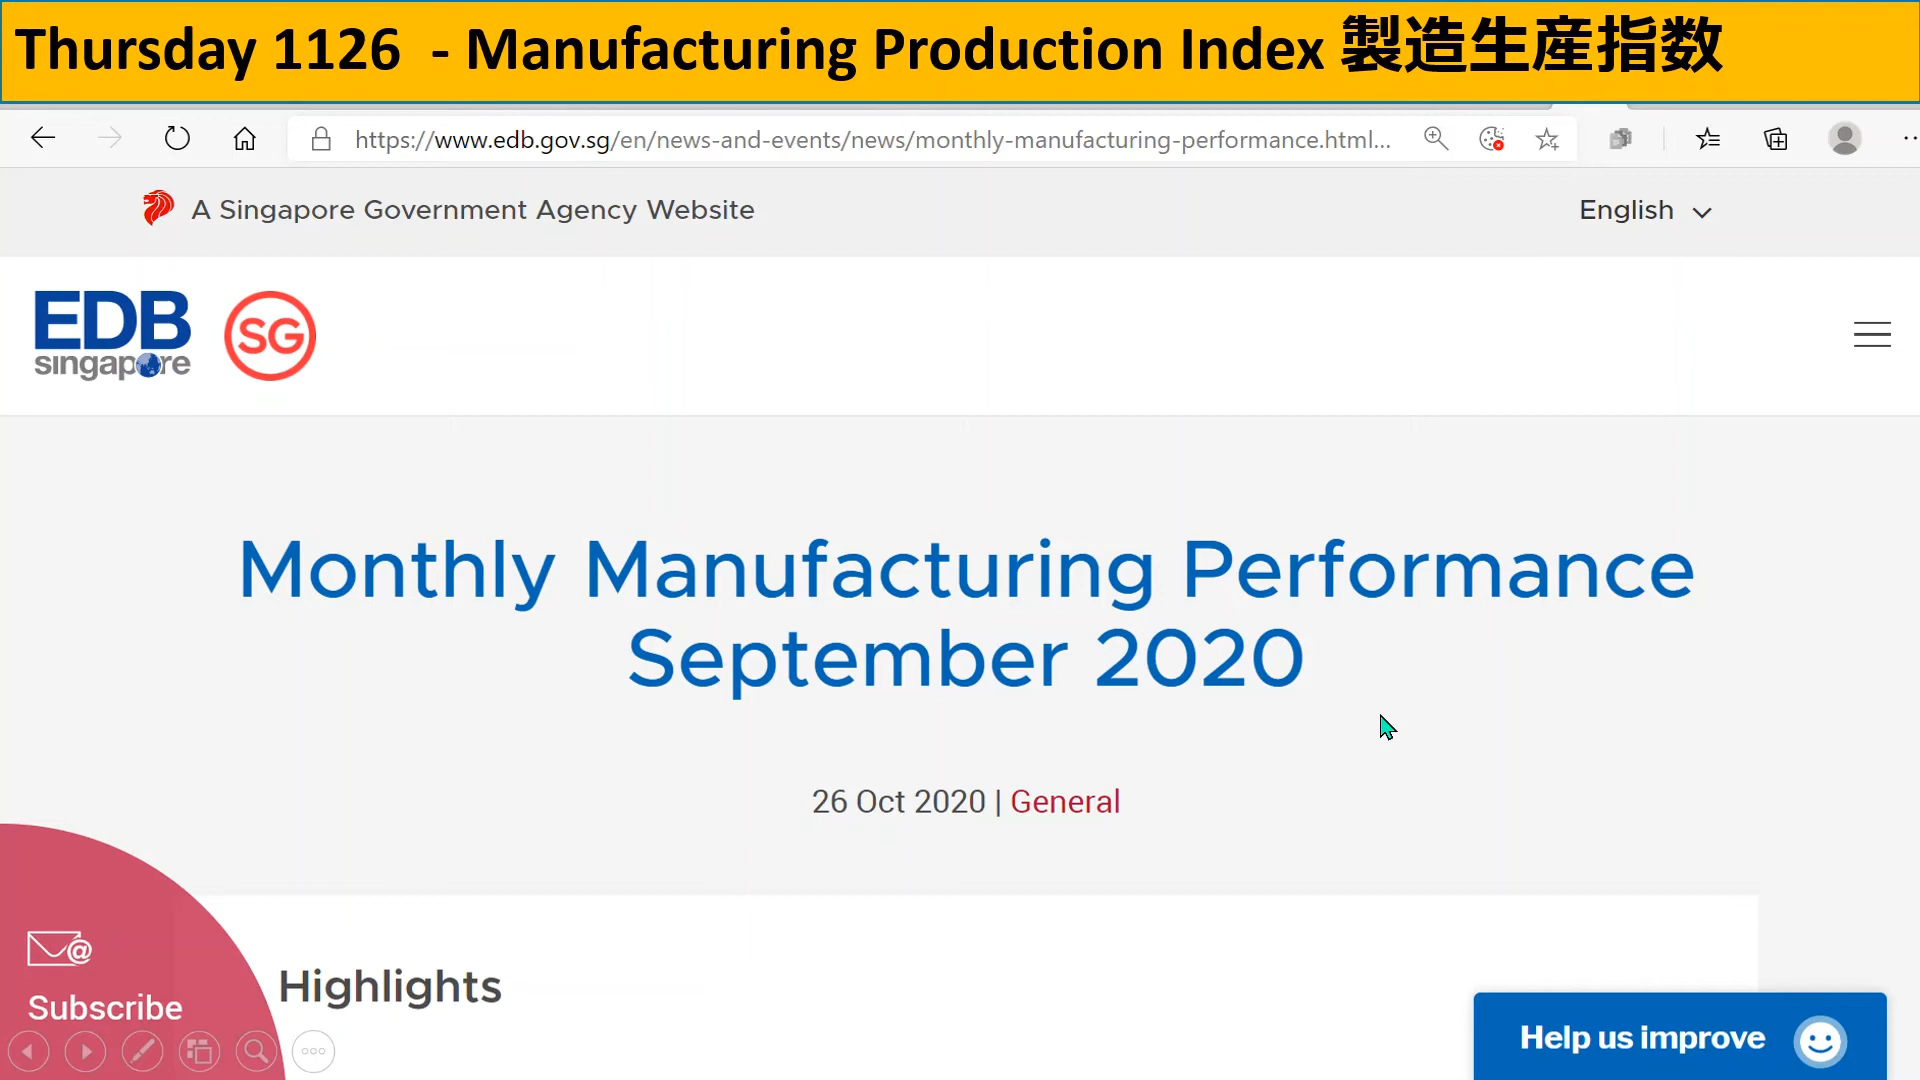 Thursday 1126 - Manufacturing Production Index 製造生産指数
https://www.edb.gov.sg/en/news-and-events/news/monthly-manufacturing-performance.html...
A Singapore Government Agency Website
English
EDB
singapore
SG
Monthly Manufacturing Performance
September 2020
26 Oct 2020 | General
@
Subscribe
Highlights
Help us improve